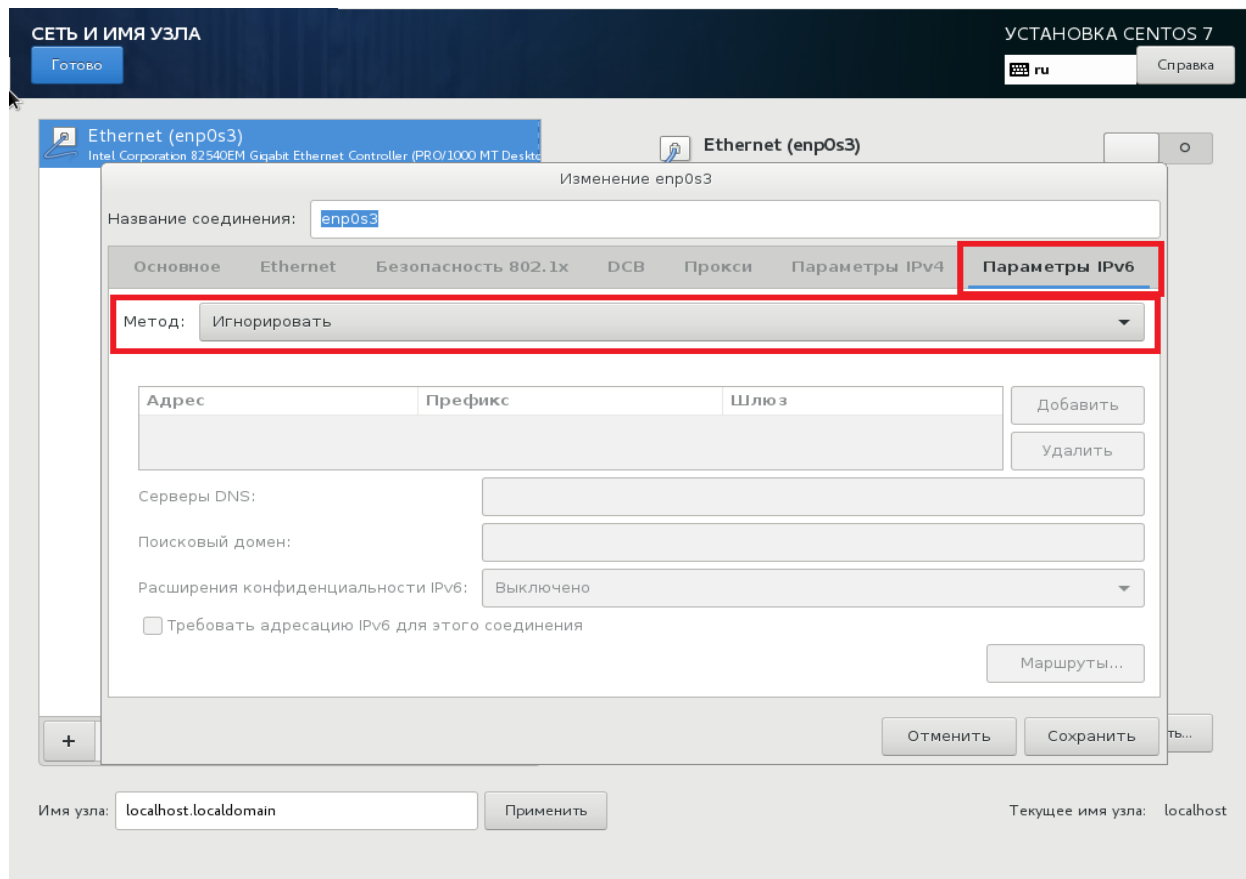 СЕТЬ И ИМЯ УЗЛА
УСТАНОВКА CENTOS 7
Готово
ru
Справка
Ethernet (enp0s3)
Intel Corporation 82540EM Gigabit Ethernet Controller (PRO/1000 MT Deskto
Ethernet (enp0s3)
Изменение enp0s3
Название соединения: enp0s3
Основное Ethernet Безопасность 802.1x DCB Прокси Параметры IPv4 Параметры IPv6
Метод: Игнорировать
Адрес Префикс Шлюз
Добавить
Удалить
Серверы DNS:
Поисковый домен:
Расширения конфиденциальности IPv6: Выключено
Требовать адресацию IPv6 для этого соединения
Маршруты...
+
Отменить Сохранить ть...
Имя узла: localhost.localdomain Применить Текущее имя узла: localhost